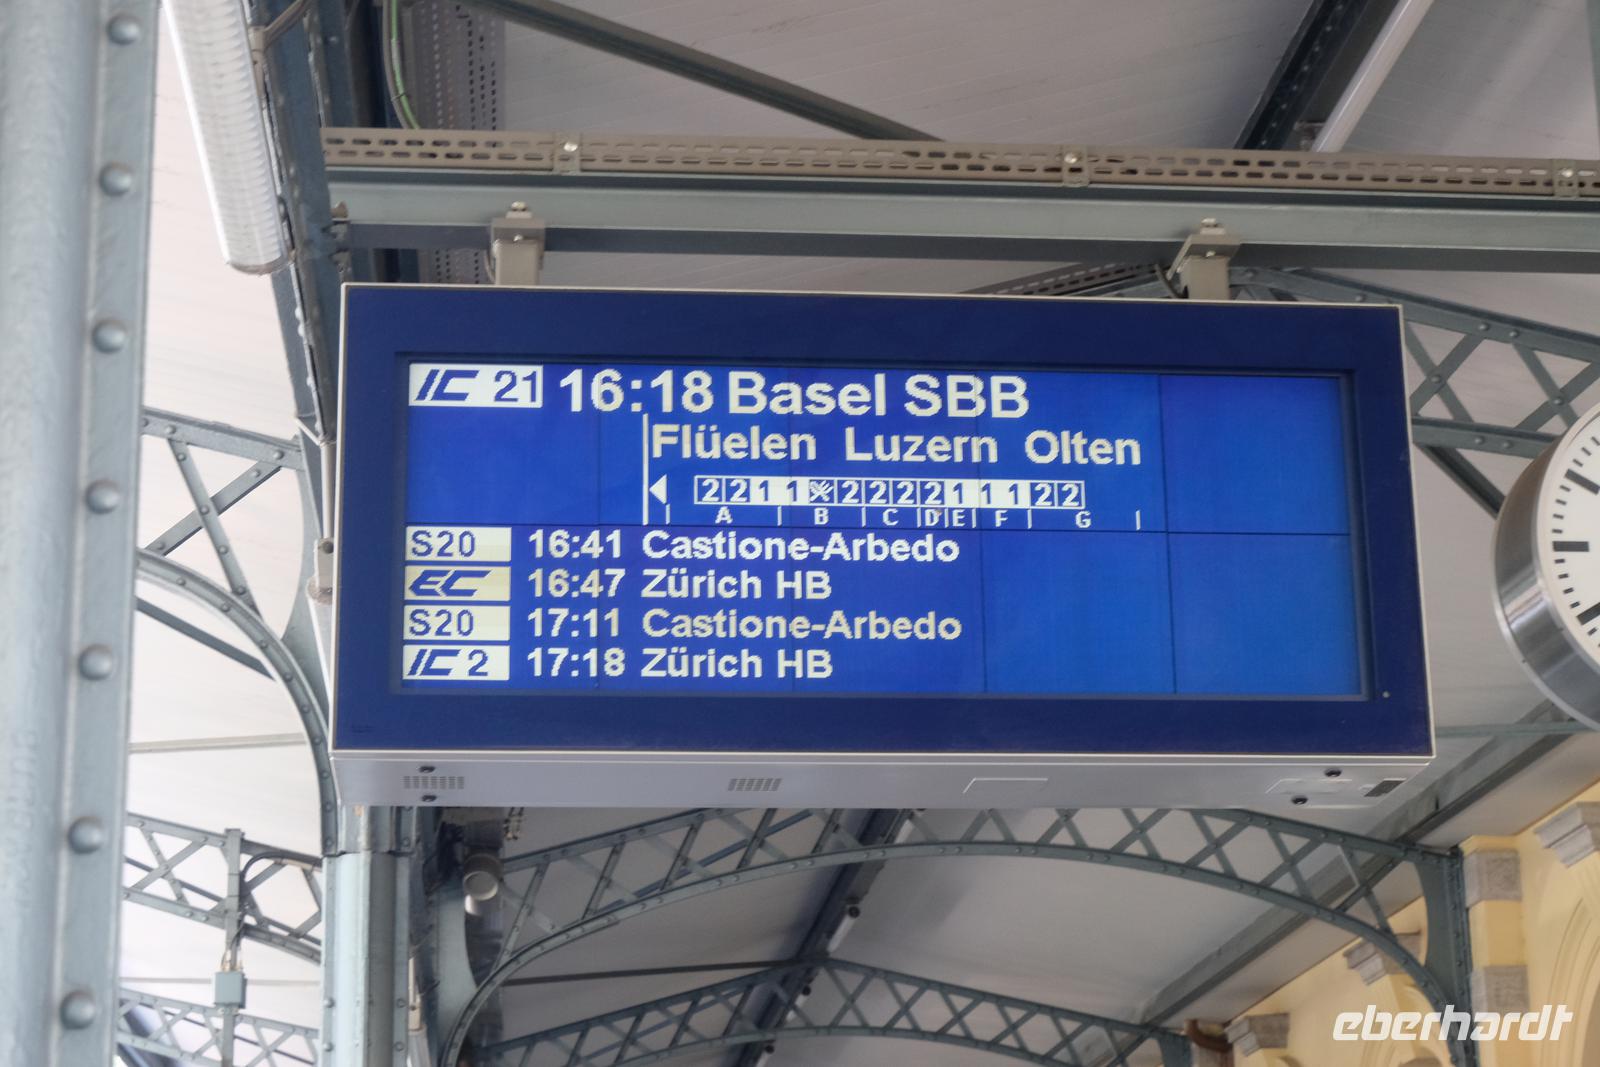 IC 21 16:18 Basel SBB
Flüelen Luzern Olten
2 2 1 1 2 2 2 2 1 1 1 2 2
A B C D E F G
S20 16:41 Castione-Arbedo
EC 16:47 Zürich HB
S20 17:11 Castione-Arbedo
IC 2 17:18 Zürich HB
eberhardt